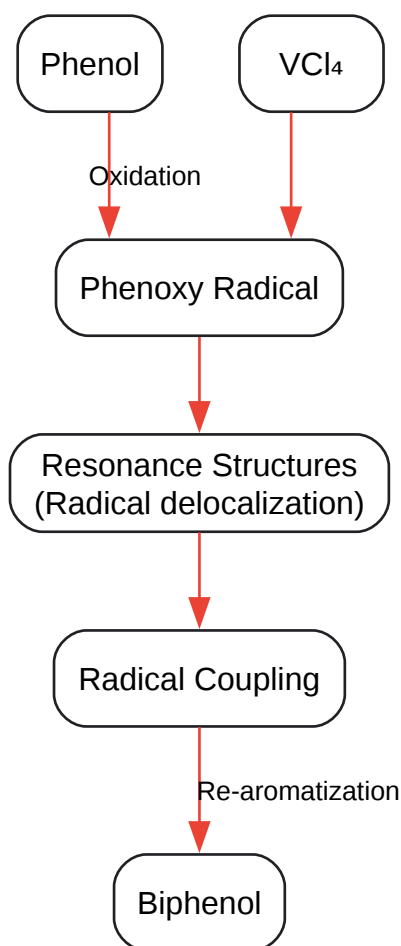 Phenol
VCl₄
Oxidation
Phenoxy Radical
Resonance Structures
(Radical delocalization)
Radical Coupling
Re-aromatization
Biphenol